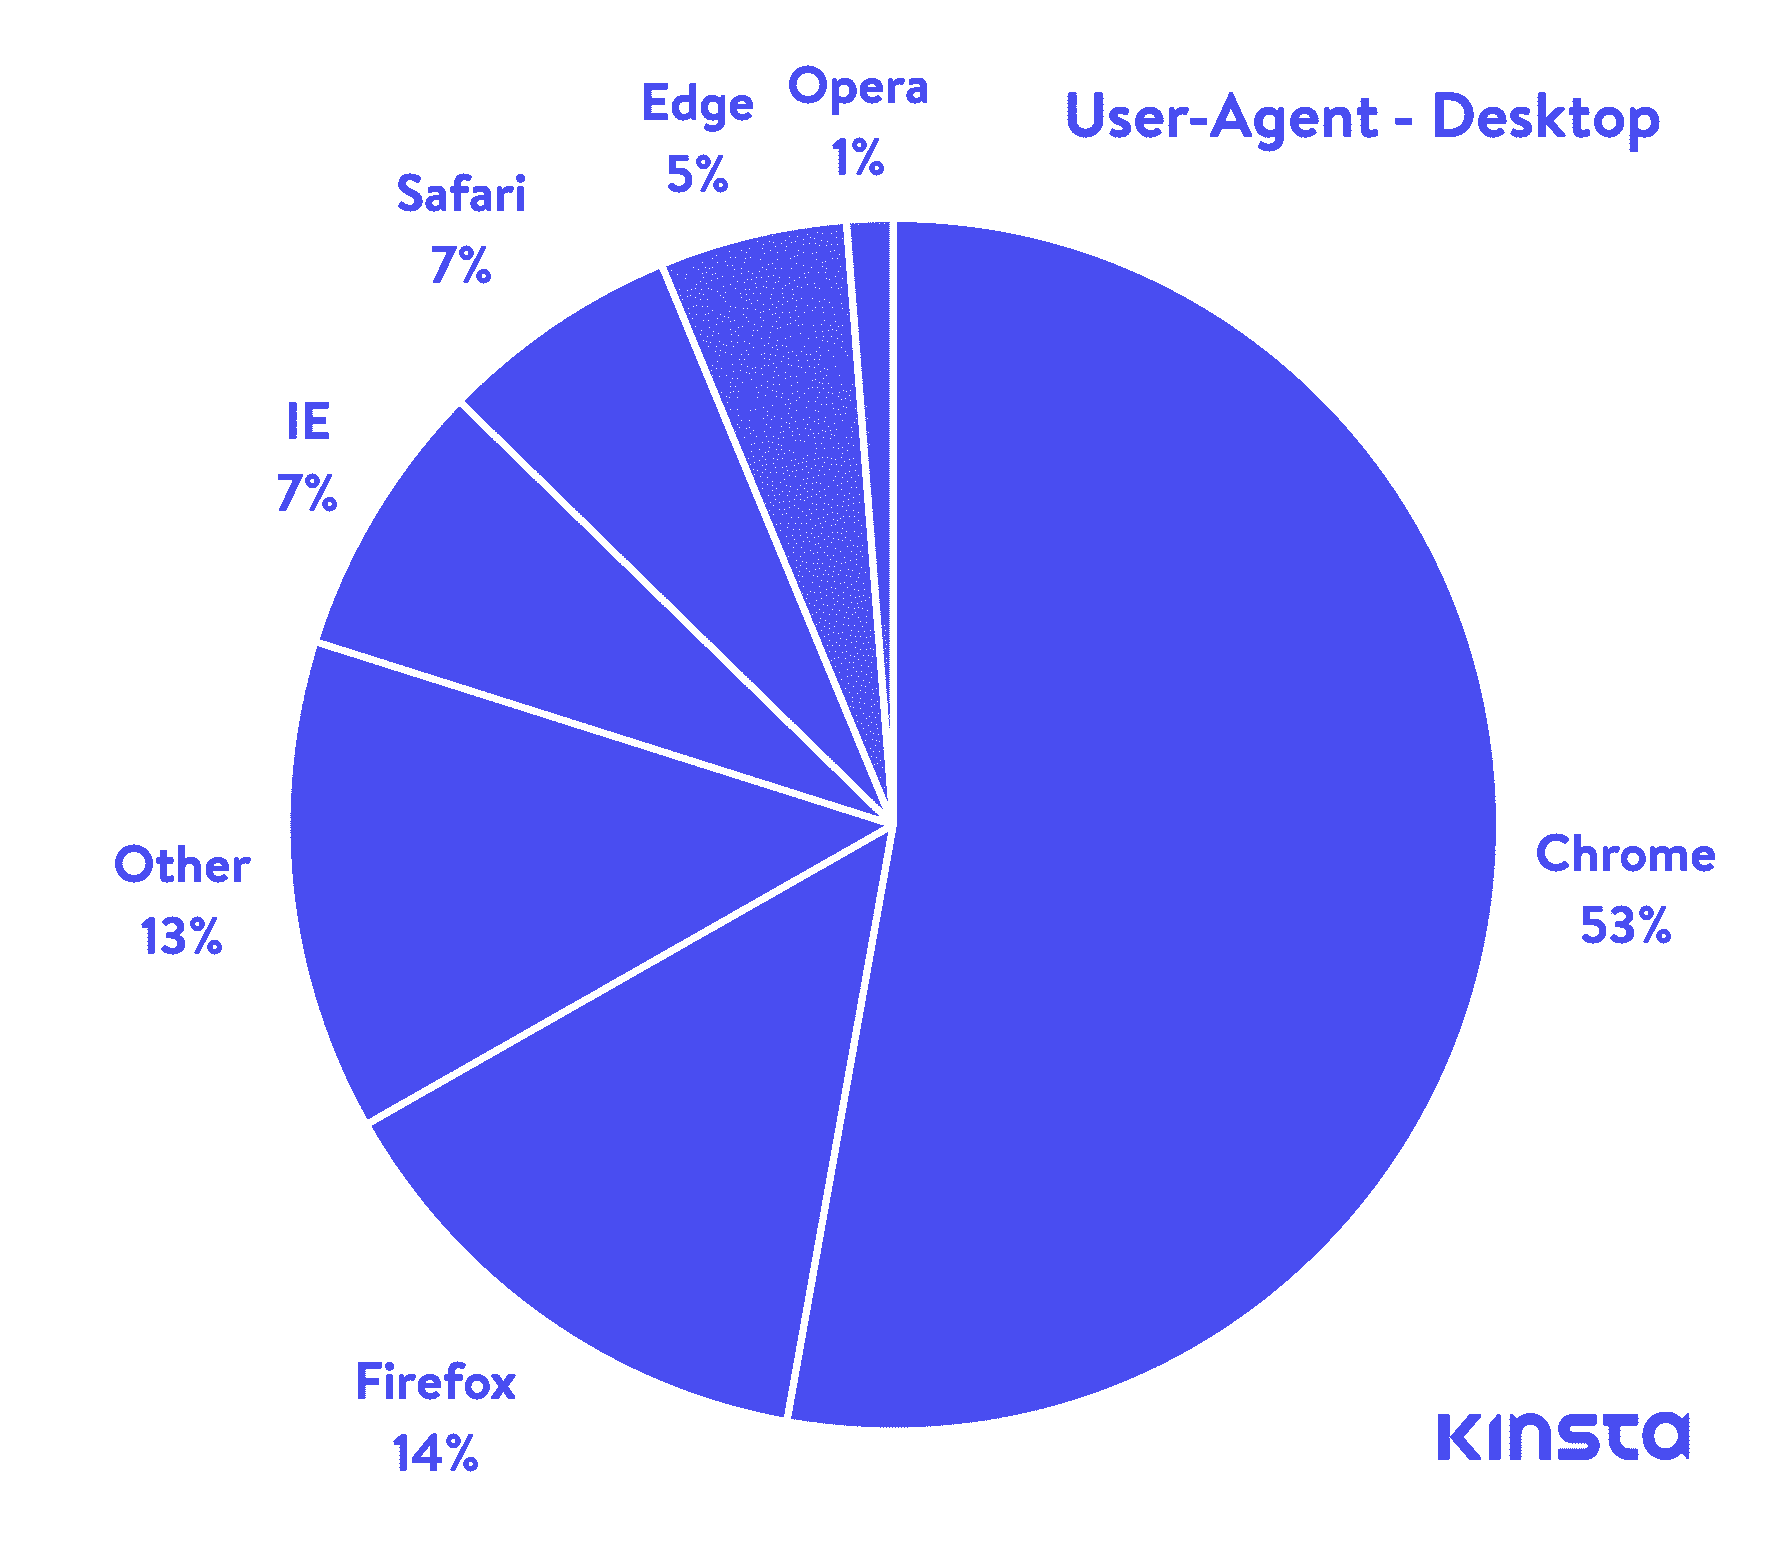 User-Agent - Desktop
Opera
1%
Edge
5%
Safari
7%
IE
7%
Other
13%
Firefox
14%
Chrome
53%
KINSTA